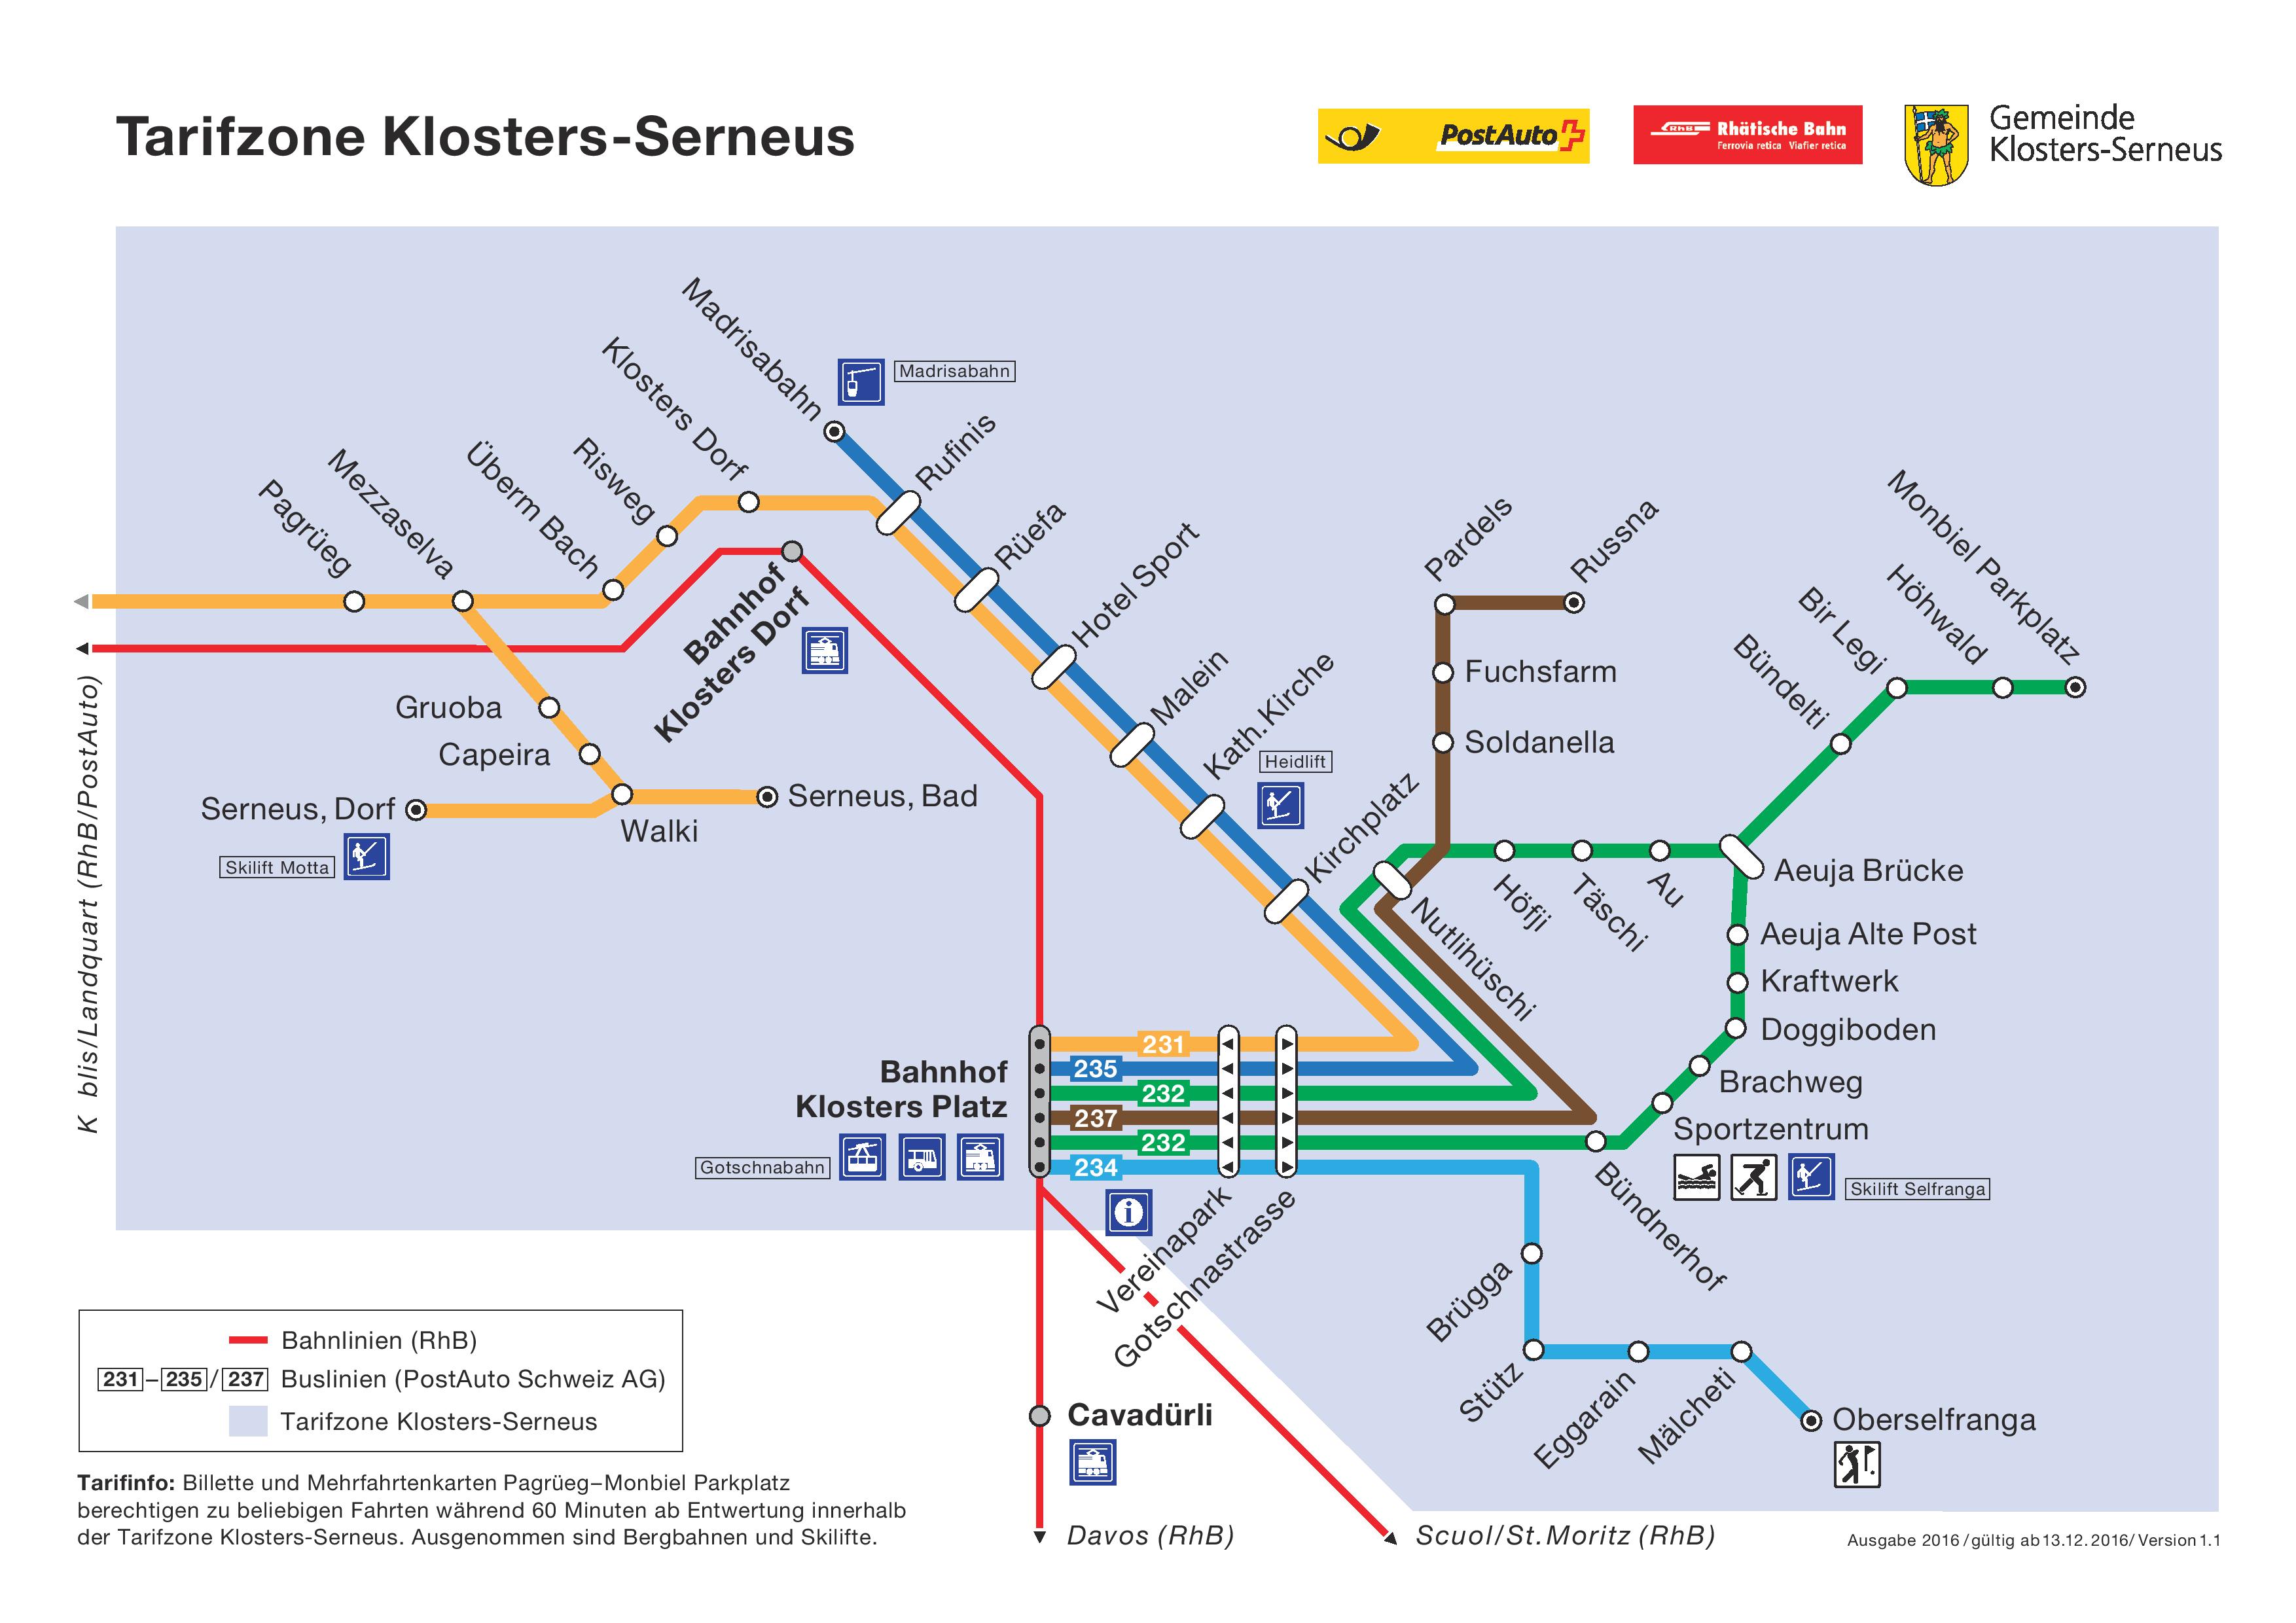 Tarifzone Klosters-Serneus
PostAuto
RhB
Rhätische Bahn
Ferrovia retica Viafier retica
Gemeinde
Klosters-Serneus
Madrisabahn
Madrisabahn
Klosters Dorf
Rufinis
Mezzaselva
Überm Bach
Risweg
Pagrüeg
Rüefa
Hotel Sport
Pardels
Russna
Monbiel Parkplatz
Höhwald
Bir Legi
Bündelti
Bahnhof
Klosters Dorf
Malein
Kath. Kirche
Heidlift
Fuchsfarm
Soldanella
Kirchplatz
Gruoba
Capeira
Serneus, Dorf
Serneus, Bad
Walki
Skilift Motta
Höfji
Täschi
Au
Aeuja Brücke
Nutlihüschi
Aeuja Alte Post
Kraftwerk
Doggiboden
Brachweg
Sportzentrum
Skilift Selfranga
K blis/Landquart (RhB/PostAuto)
Bahnhof
Klosters Platz
Gotschnabahn
231
235
232
237
232
234
Vereinapark
Gotschnastrasse
Bündnerhof
Brügga
Stütz
Eggarain
Mälcheti
Oberselfranga
Cavadürli
Davos (RhB)
Scuol/St. Moritz (RhB)
Bahnlinien (RhB)
231–235/237 Buslinien (PostAuto Schweiz AG)
Tarifzone Klosters-Serneus
Tarifinfo: Billette und Mehrfahrtenkarten Pagrüeg–Monbiel Parkplatz
berechtigen zu beliebigen Fahrten während 60 Minuten ab Entwertung innerhalb
der Tarifzone Klosters-Serneus. Ausgenommen sind Bergbahnen und Skilifte.
Ausgabe 2016/gültig ab 13.12.2016/Version 1.1